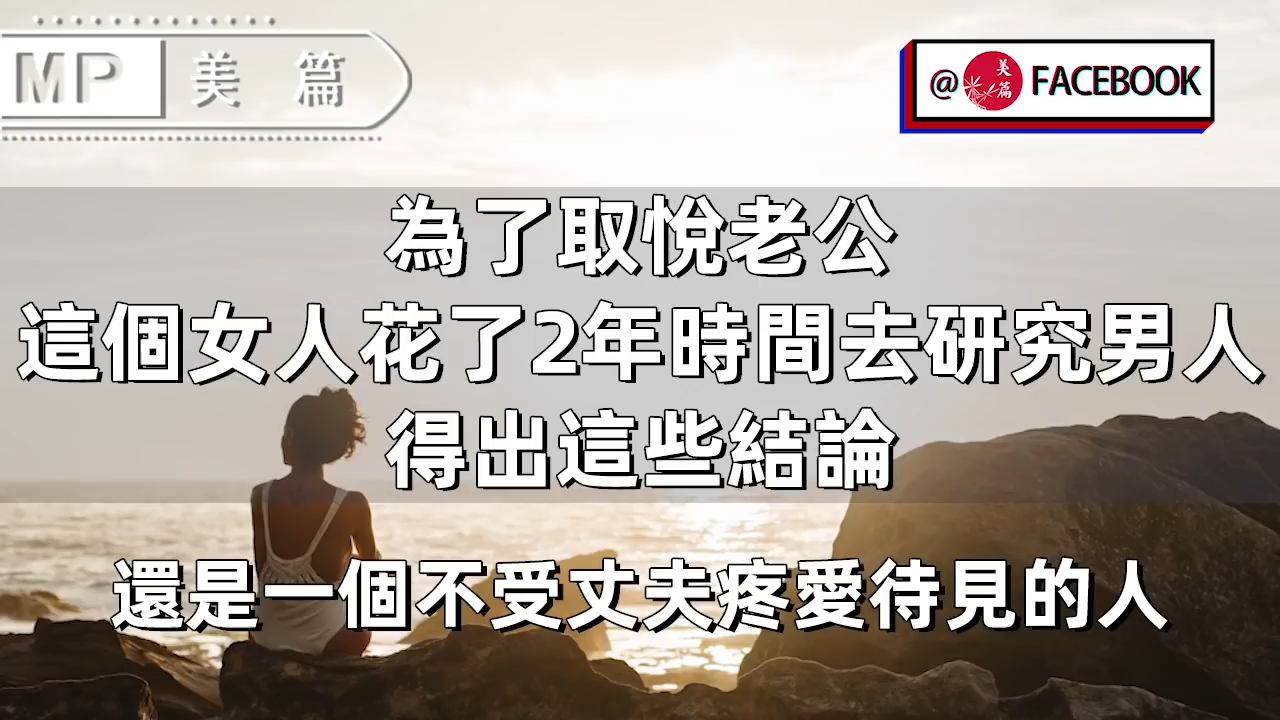 MP 美篇
@美篇 FACEBOOK
為了取悅老公
這個女人花了2年時間去研究男人
得出這些結論
還是一個不受丈夫疼愛待見的人